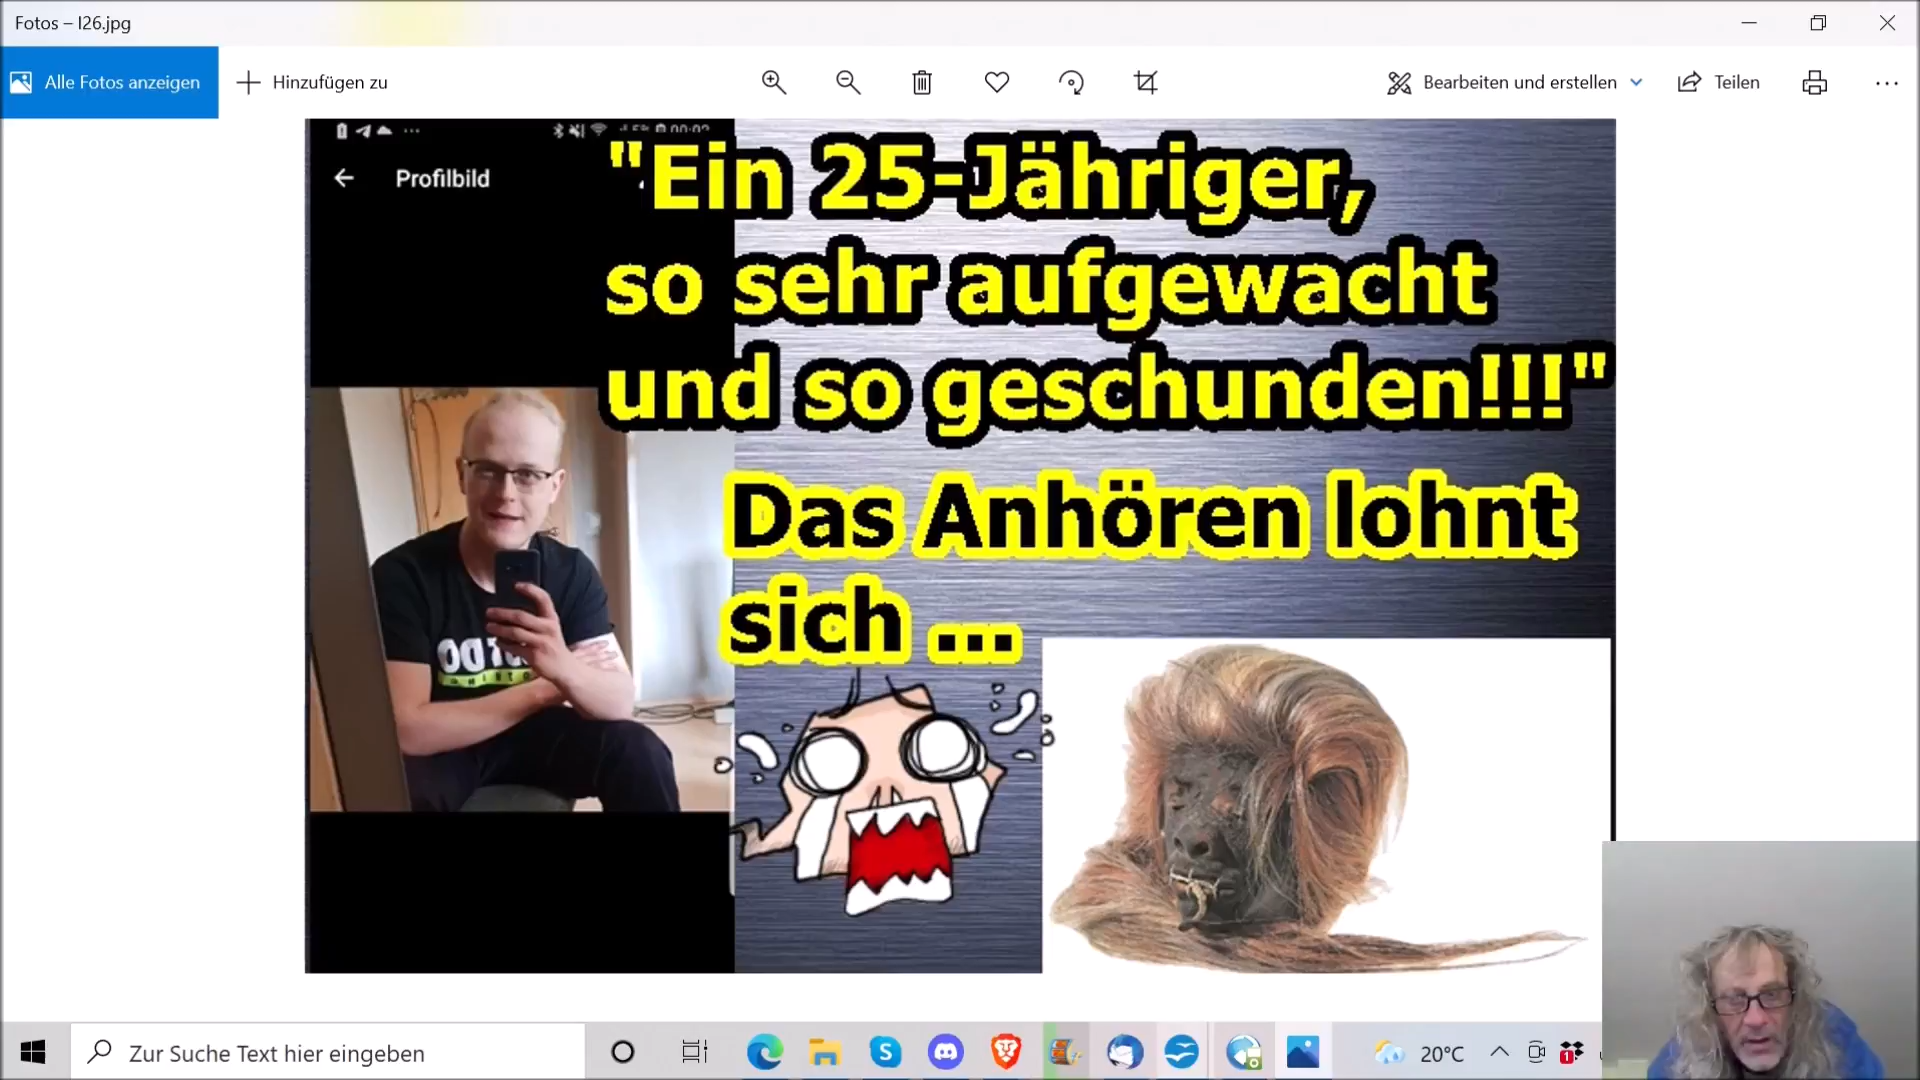 Fotos – I26.jpg
Alle Fotos anzeigen
Hinzufügen zu
Bearbeiten und erstellen
Teilen
Profilbild
"Ein 25-Jähriger,
so sehr aufgewacht
und so geschunden!!!"
Das Anhören lohnt
sich ...
Zur Suche Text hier eingeben
20°C
1